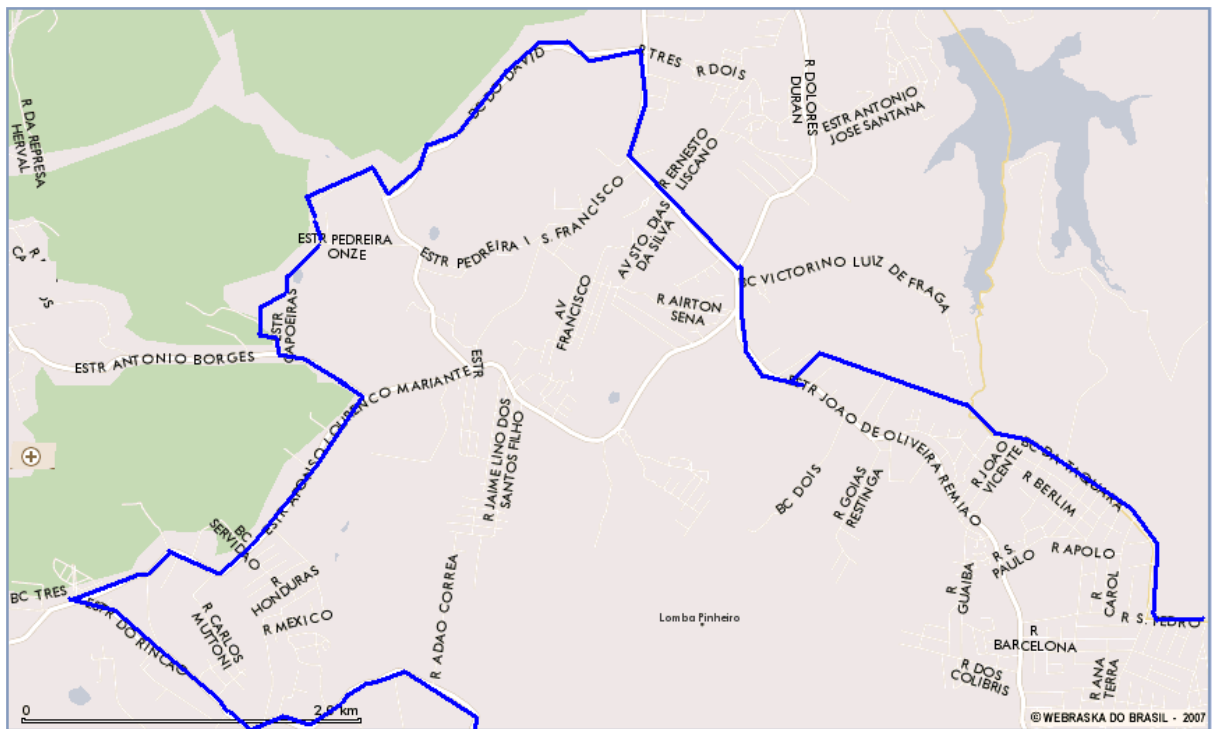 BC DO DAVID
R TRES
R DOIS
R DOLORES
DURAN
ESTR ANTONIO
JOSE SANTANA
R DA REPRESA
HERVAL
R ERNESTO
LISCANO
ESTR PEDREIRA I S. FRANCISCO
AV STO. DIAS
DA SILVA
ESTR PEDREIRA
ONZE
BC VICTORINO LUIZ DE FRAGA
R AIRTON
SENA
AV
FRANCISCO
ESTR
CAPOEIRAS
ESTR ANTONIO BORGES
ESTR
ESTR AFONSO LOURENCO MARIANTE
ESTR JOAO DE OLIVEIRA REMIAO
R JAIME LINO DOS
SANTOS FILHO
BC DOIS
R GOIAS
RESTINGA
R JOAO
VICENTE
BC DA TAQUARA
R BERLIM
BC
SERVIDAO
R S.
PAULO
R APOLO
R
HONDURAS
R
GUAIBA
R
CAROL
BC TRES
ESTR DO RINCAO
R CARLOS
MUTTONI
R MEXICO
R ADAO CORREA
Lomba Pinheiro
R S. PEDRO
R
BARCELONA
R DOS
COLIBRIS
R ANA
TERRA
0 2.0 km
© WEBRASKA DO BRASIL - 2007